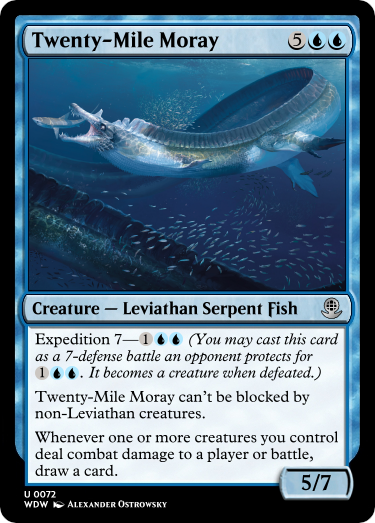 Twenty-Mile Moray 5
Creature — Leviathan Serpent Fish
Expedition 7—1 (You may cast this card
as a 7-defense battle an opponent protects for
1. It becomes a creature when defeated.)
Twenty-Mile Moray can't be blocked by
non-Leviathan creatures.
Whenever one or more creatures you control
deal combat damage to a player or battle,
draw a card.
5/7
U 0072
WDW Alexander Ostrowsky